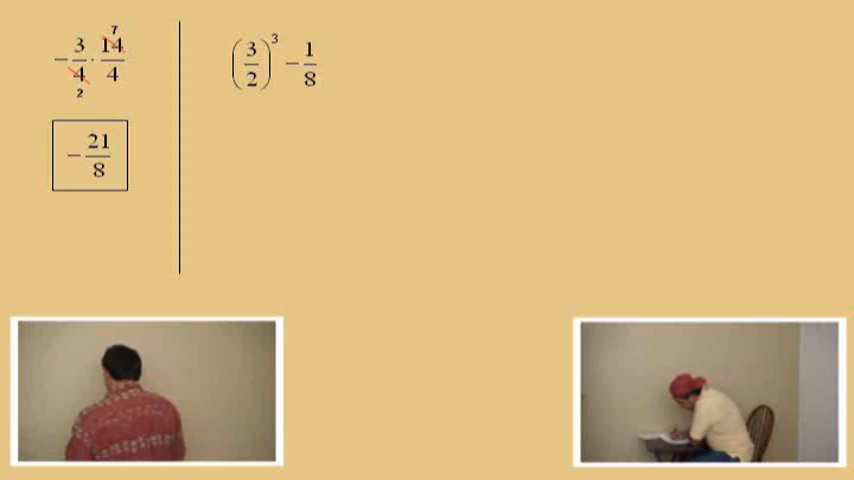 -3/4 · 14/4
7
2
-21/8
(3/2)^3 - 1/8